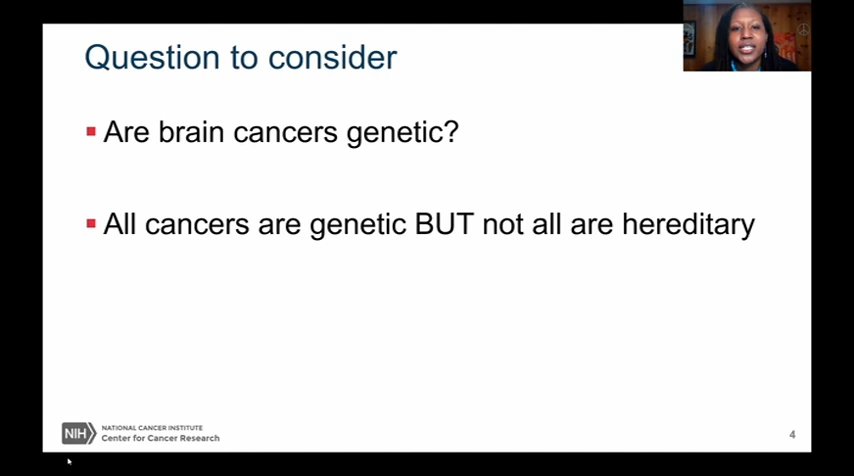 Question to consider
Are brain cancers genetic?
All cancers are genetic BUT not all are hereditary
NIH
NATIONAL CANCER INSTITUTE
Center for Cancer Research
4